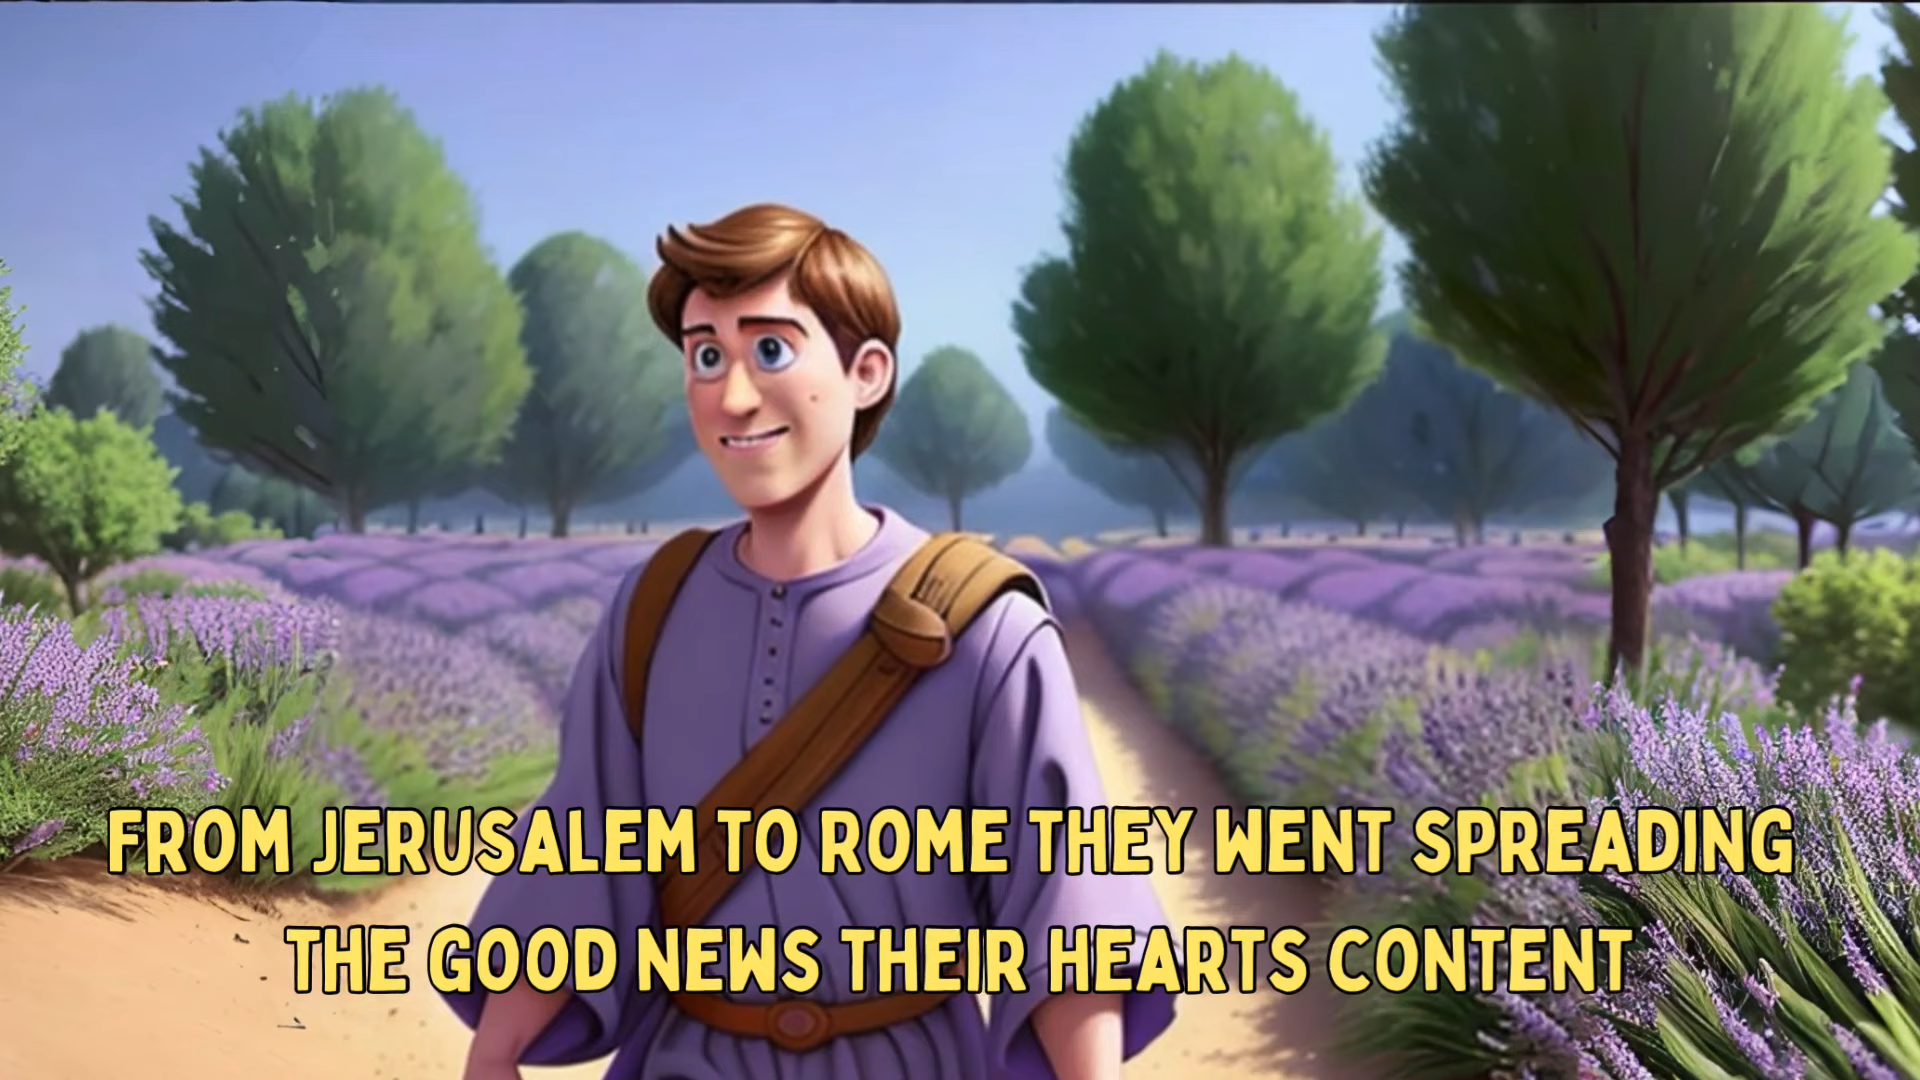 FROM JERUSALEM TO ROME THEY WENT SPREADING
THE GOOD NEWS THEIR HEARTS CONTENT